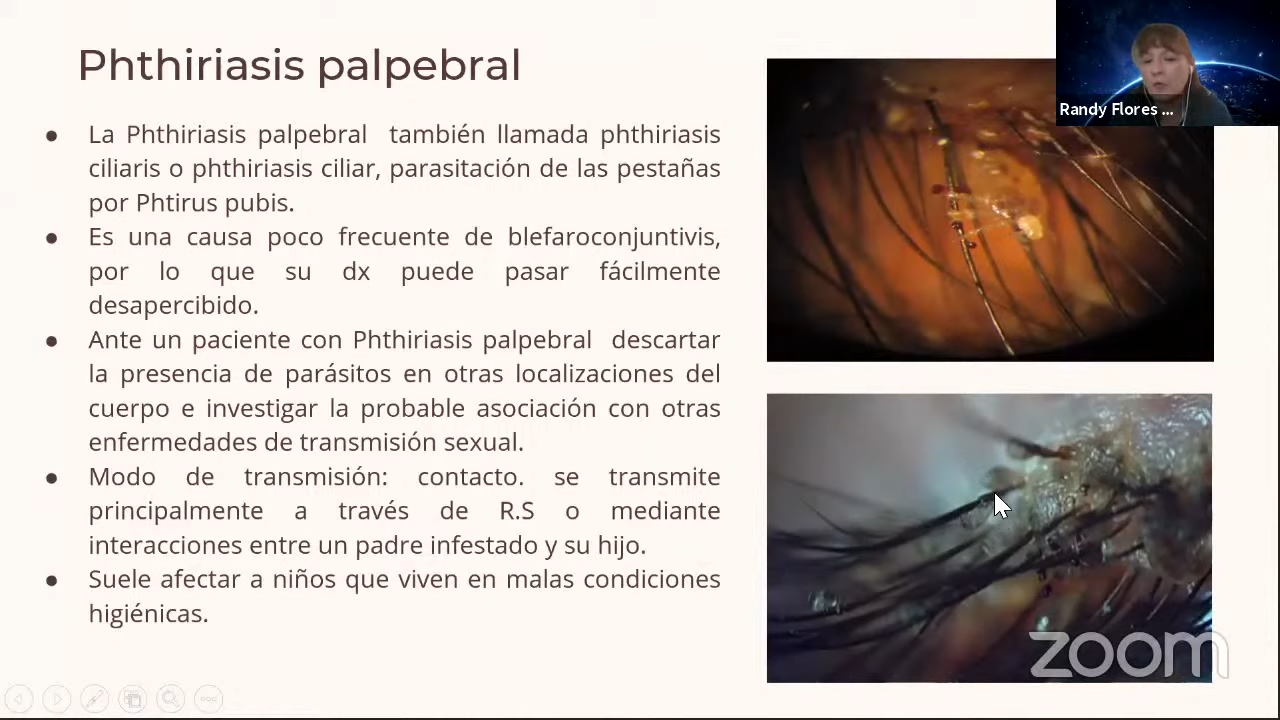 Phthiriasis palpebral
Randy Flores ...
● La Phthiriasis palpebral también llamada phthiriasis
ciliaris o phthiriasis ciliar, parasitación de las pestañas
por Phtirus pubis.
● Es una causa poco frecuente de blefaroconjuntivis,
por lo que su dx puede pasar fácilmente
desapercibido.
● Ante un paciente con Phthiriasis palpebral descartar
la presencia de parásitos en otras localizaciones del
cuerpo e investigar la probable asociación con otras
enfermedades de transmisión sexual.
● Modo de transmisión: contacto. se transmite
principalmente a través de R.S o mediante
interacciones entre un padre infestado y su hijo.
● Suele afectar a niños que viven en malas condiciones
higiénicas.
zoom